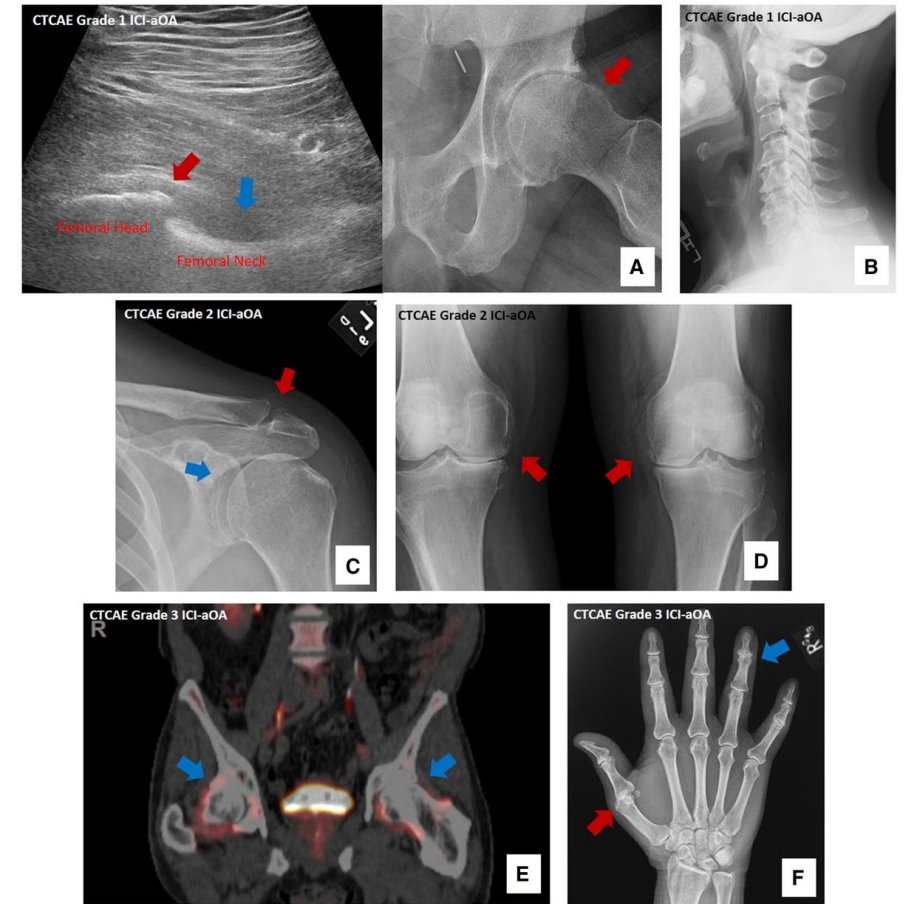 CTCAE Grade 1 ICI-aOA
Femoral Head
Femoral Neck
A
CTCAE Grade 1 ICI-aOA
B
CTCAE Grade 2 ICI-aOA
L
C
CTCAE Grade 2 ICI-aOA
D
CTCAE Grade 3 ICI-aOA
R
E
CTCAE Grade 3 ICI-aOA
R
F